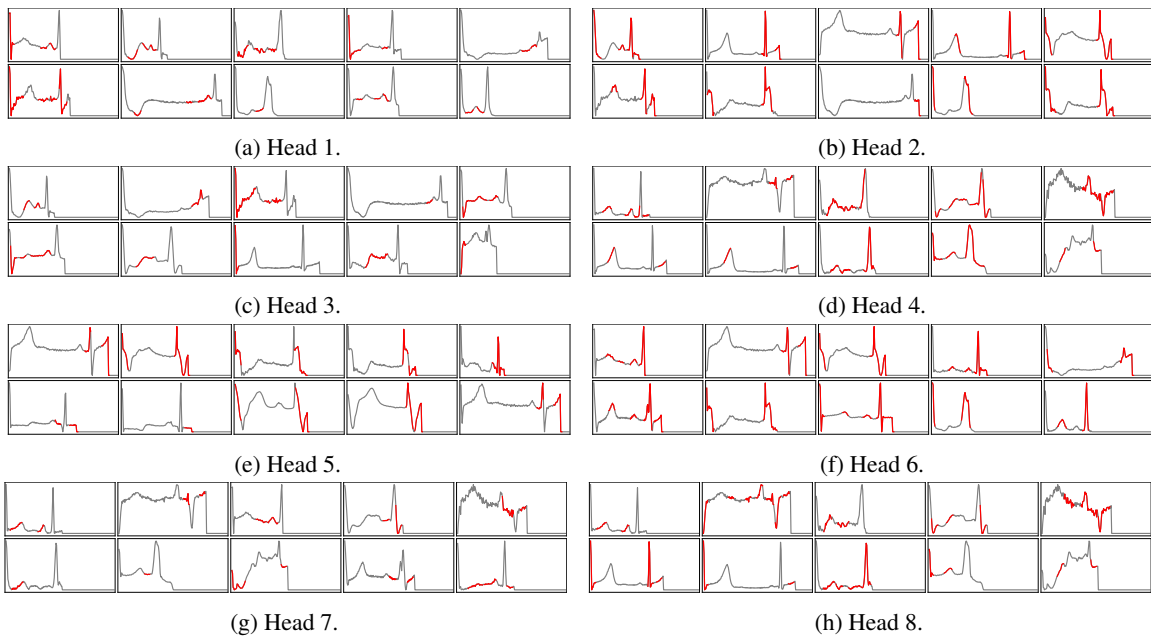 (a) Head 1.
(b) Head 2.
(c) Head 3.
(d) Head 4.
(e) Head 5.
(f) Head 6.
(g) Head 7.
(h) Head 8.